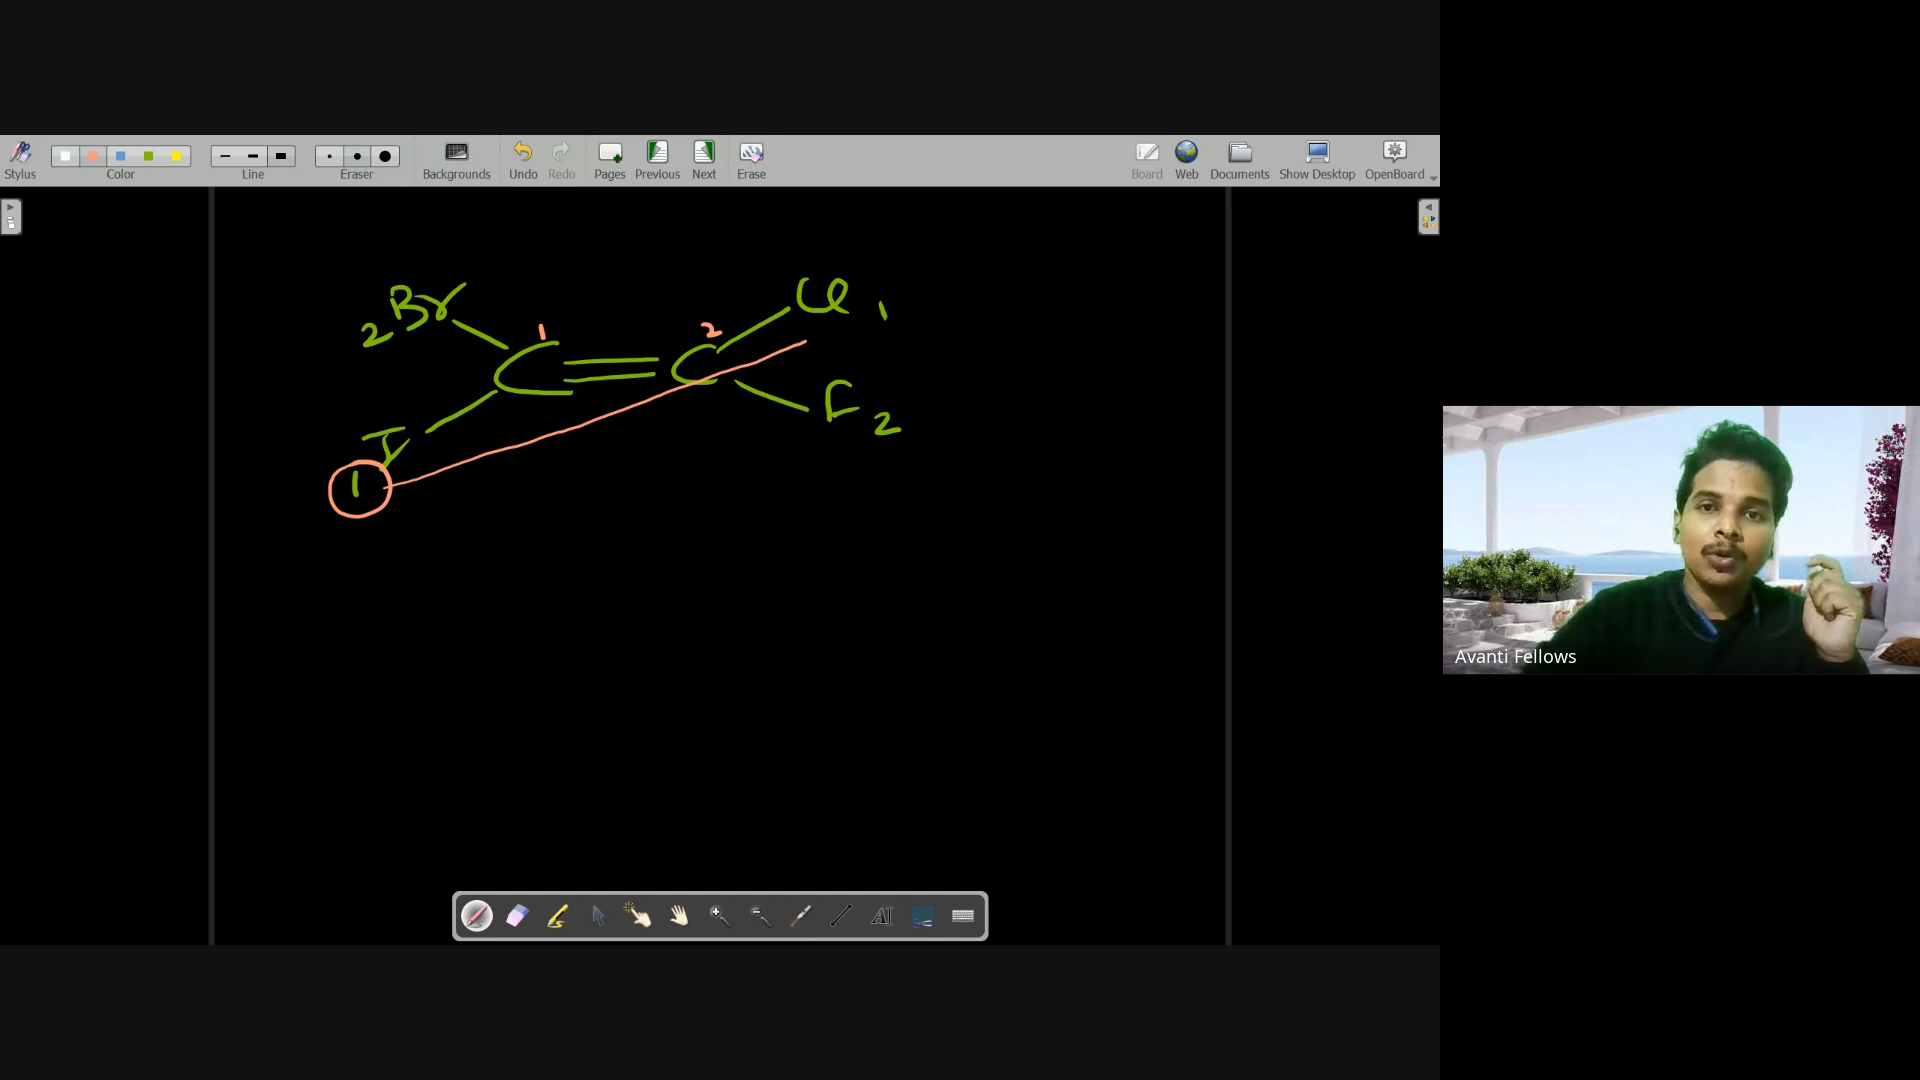 Stylus Color Line Eraser Backgrounds Undo Redo Pages Previous Next Erase Board Web Documents Show Desktop OpenBoard
2 Br 1 2 Cl 1
C = C
I F 2
1
Avanti Fellows